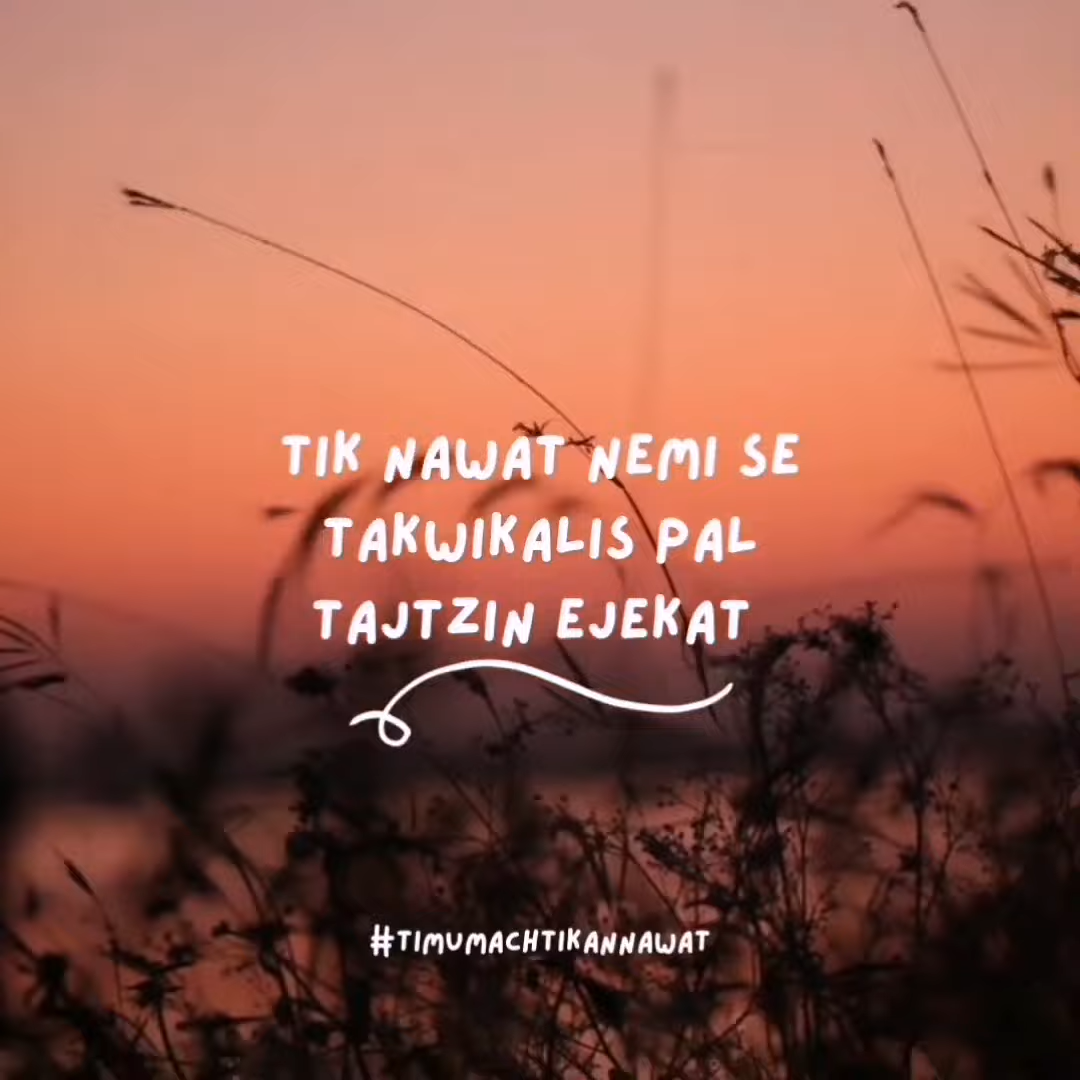 TIK NAWAT NEMI SE
TAKWIKALIS PAL
TAJTZIN EJEKAT
#TIMUMACHTIKANNAWAT